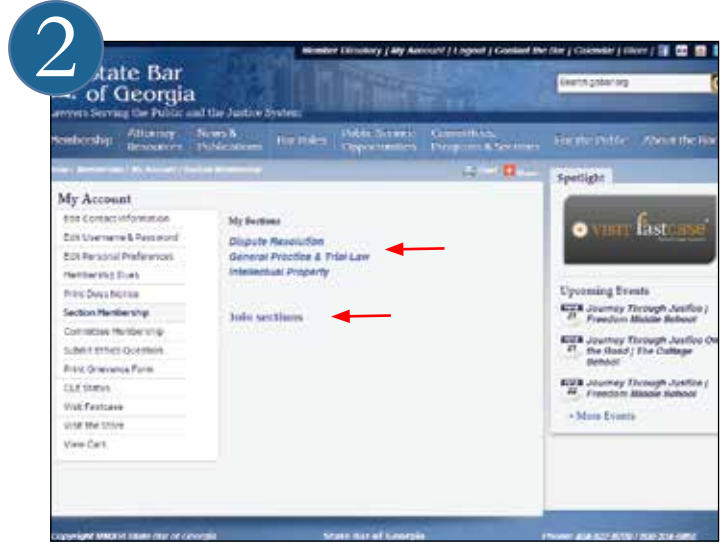 2
Member Directory | My Account | Logout | Contact the Bar | Calendar | Store |
State Bar
of Georgia
Lawyers Serving the Public and the Justice System
Search gabar.org
Membership
Attorney Resources
News & Publications
Bar Rules
Public Service Opportunities
Committees, Programs & Sections
For the Public
About the Bar
My Account
Edit Contact Information
Edit Username & Password
Edit Personal Preferences
Membership Dues
Print Dues Notice
Section Membership
Committee Membership
Submit Ethics Question
Print Grievance Form
CLE Status
Visit Fastcase
Visit the Store
View Cart
My Sections
Dispute Resolution
General Practice & Trial Law
Intellectual Property
Join sections
Spotlight
VISIT fastcase
Upcoming Events
Journey Through Justice |
Freedom Middle School
Journey Through Justice On
the Road | The Cottage
School
Journey Through Justice |
Freedom Middle School
+ More Events
State Bar of Georgia